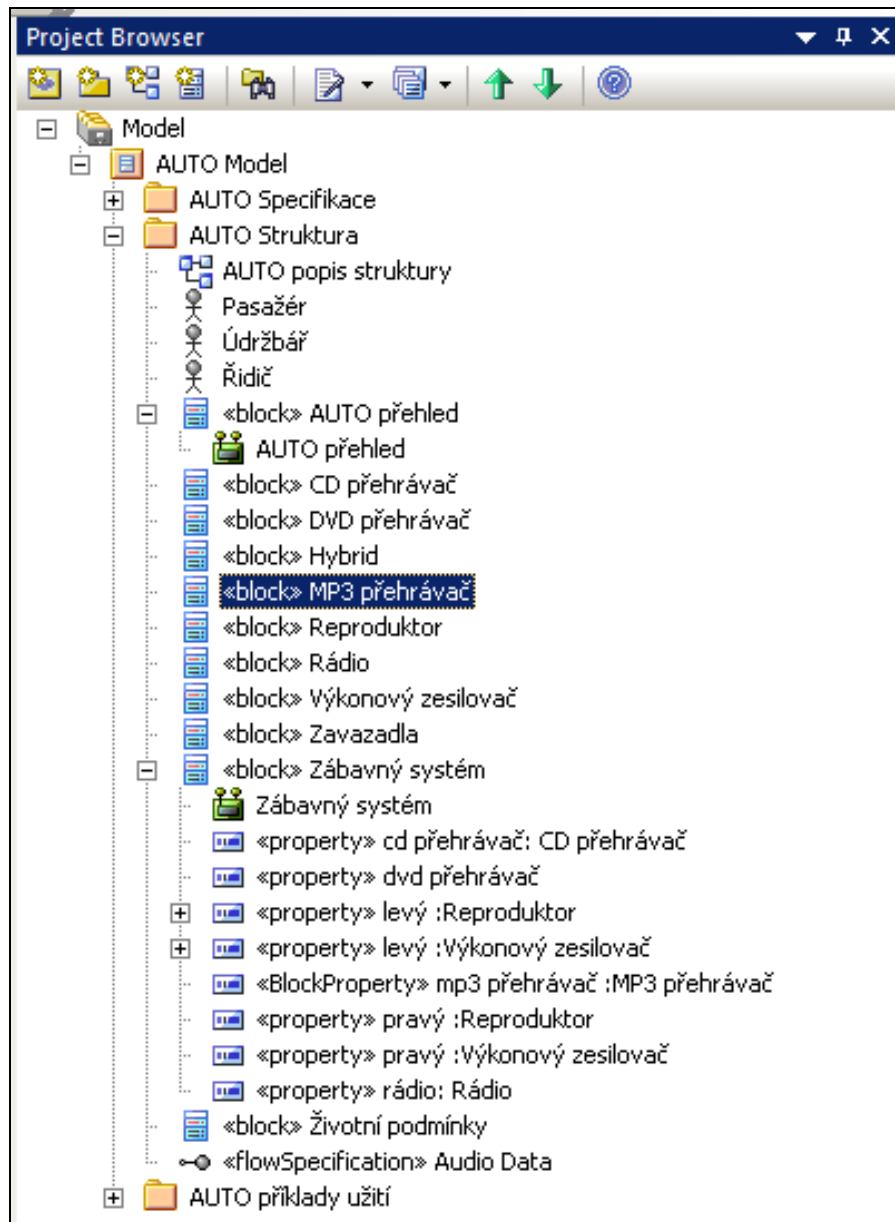 Project Browser
Model
AUTO Model
AUTO Specifikace
AUTO Struktura
AUTO popis struktury
Pasažér
Údržbář
Řidič
«block» AUTO přehled
AUTO přehled
«block» CD přehrávač
«block» DVD přehrávač
«block» Hybrid
«block» MP3 přehrávač
«block» Reproduktor
«block» Rádio
«block» Výkonový zesilovač
«block» Zavazadla
«block» Zábavný systém
Zábavný systém
«property» cd přehrávač: CD přehrávač
«property» dvd přehrávač
«property» levý :Reproduktor
«property» levý :Výkonový zesilovač
«BlockProperty» mp3 přehrávač :MP3 přehrávač
«property» pravý :Reproduktor
«property» pravý :Výkonový zesilovač
«property» rádio: Rádio
«block» Životní podmínky
«flowSpecification» Audio Data
AUTO příklady užití